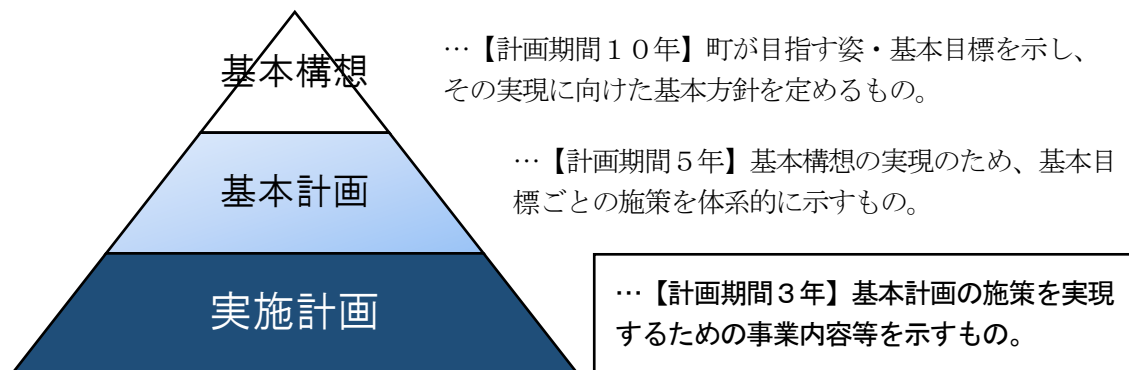 基本構想
…【計画期間１０年】町が目指す姿・基本目標を示し、
その実現に向けた基本方針を定めるもの。
基本計画
…【計画期間５年】基本構想の実現のため、基本目
標ごとの施策を体系的に示すもの。
実施計画
…【計画期間３年】基本計画の施策を実現
するための事業内容等を示すもの。